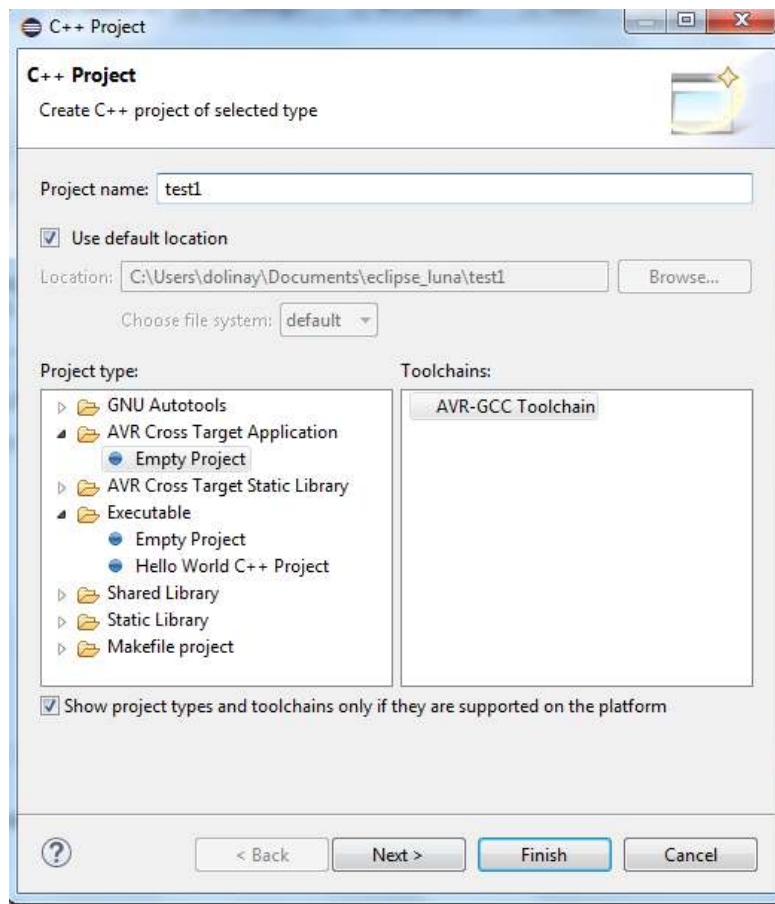 C++ Project
C++ Project
Create C++ project of selected type
Project name: test1
Use default location
Location: C:\Users\dolinay\Documents\eclipse_luna\test1 Browse...
Choose file system: default
Project type: Toolchains:
GNU Autotools AVR-GCC Toolchain
AVR Cross Target Application
Empty Project
AVR Cross Target Static Library
Executable
Empty Project
Hello World C++ Project
Shared Library
Static Library
Makefile project
Show project types and toolchains only if they are supported on the platform
? < Back Next > Finish Cancel